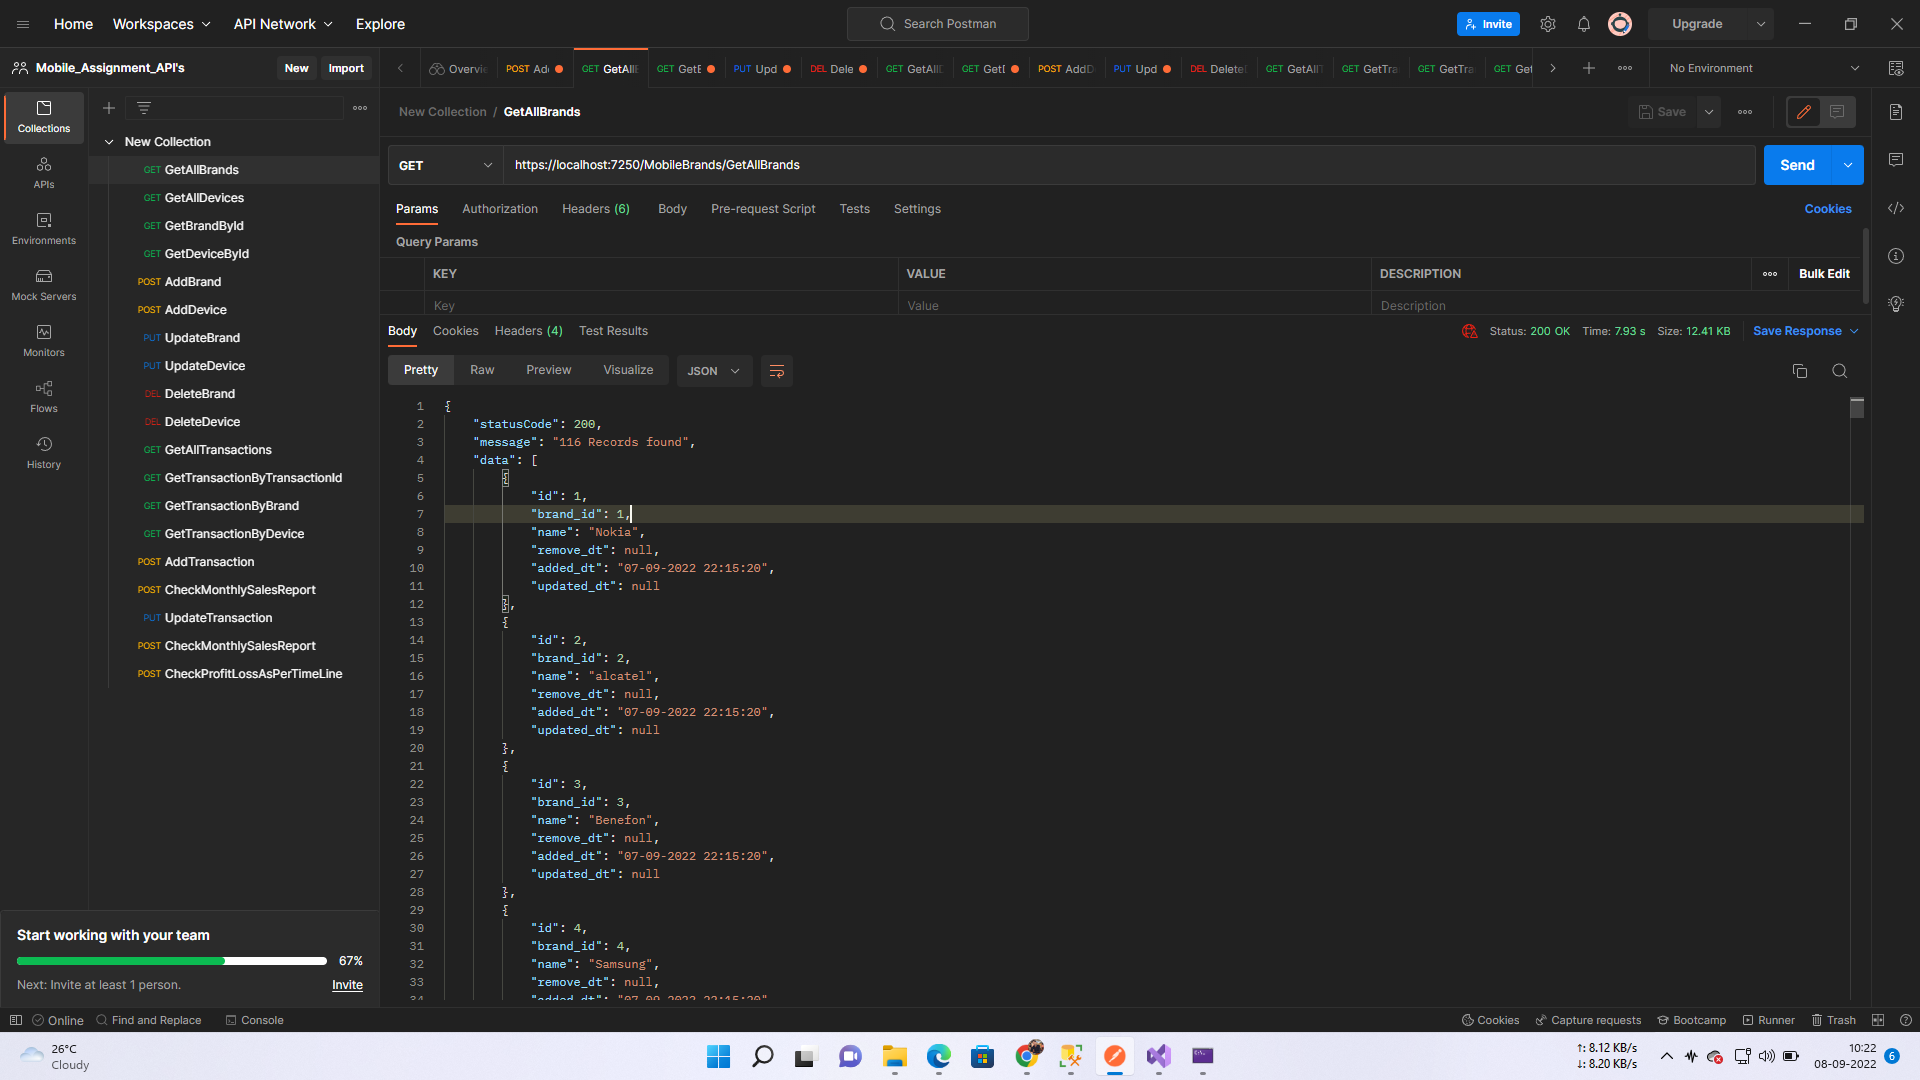 Home Workspaces API Network Explore Search Postman Invite Upgrade
Mobile_Assignment_API's New Import
Overvie POST Ad GET GetAll GET GetE PUT Upd DEL Dele GET GetAllD GET GetD POST AddD PUT Upd DEL Delete GET GetAllT GET GetTra GET GetTra GET Get No Environment
Collections
APIs
Environments
Mock Servers
Monitors
Flows
History
New Collection
GET GetAllBrands
GET GetAllDevices
GET GetBrandById
GET GetDeviceById
POST AddBrand
POST AddDevice
PUT UpdateBrand
PUT UpdateDevice
DEL DeleteBrand
DEL DeleteDevice
GET GetAllTransactions
GET GetTransactionByTransactionId
GET GetTransactionByBrand
GET GetTransactionByDevice
POST AddTransaction
POST CheckMonthlySalesReport
PUT UpdateTransaction
POST CheckMonthlySalesReport
POST CheckProfitLossAsPerTimeLine
Start working with your team
67%
Next: Invite at least 1 person. Invite
New Collection / GetAllBrands Save
GET https://localhost:7250/MobileBrands/GetAllBrands Send
Params Authorization Headers (6) Body Pre-request Script Tests Settings Cookies
Query Params
KEY VALUE DESCRIPTION Bulk Edit
Key Value Description
Body Cookies Headers (4) Test Results Status: 200 OK Time: 7.93 s Size: 12.41 KB Save Response
Pretty Raw Preview Visualize JSON
1 {
2 "statusCode": 200,
3 "message": "116 Records found",
4 "data": [
5 {
6 "id": 1,
7 "brand_id": 1,
8 "name": "Nokia",
9 "remove_dt": null,
10 "added_dt": "07-09-2022 22:15:20",
11 "updated_dt": null
12 },
13 {
14 "id": 2,
15 "brand_id": 2,
16 "name": "alcatel",
17 "remove_dt": null,
18 "added_dt": "07-09-2022 22:15:20",
19 "updated_dt": null
20 },
21 {
22 "id": 3,
23 "brand_id": 3,
24 "name": "Benefon",
25 "remove_dt": null,
26 "added_dt": "07-09-2022 22:15:20",
27 "updated_dt": null
28 },
29 {
30 "id": 4,
31 "brand_id": 4,
32 "name": "Samsung",
33 "remove_dt": null,
34 "added_dt": "07-09-2022 22:15:20"
Online Find and Replace Console Cookies Capture requests Bootcamp Runner Trash
26°C
Cloudy
↑: 8.12 KB/s
↓: 8.20 KB/s
10:22
08-09-2022
6